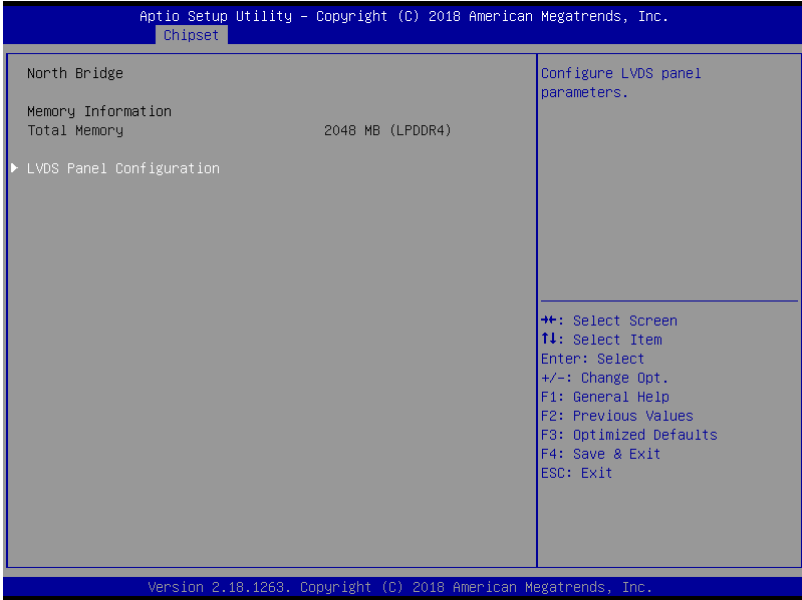 Aptio Setup Utility – Copyright (C) 2018 American Megatrends, Inc.
Chipset
North Bridge
Memory Information
Total Memory 2048 MB (LPDDR4)
LVDS Panel Configuration
Configure LVDS panel
parameters.
→←: Select Screen
↑↓: Select Item
Enter: Select
+/-: Change Opt.
F1: General Help
F2: Previous Values
F3: Optimized Defaults
F4: Save & Exit
ESC: Exit
Version 2.18.1263. Copyright (C) 2018 American Megatrends, Inc.